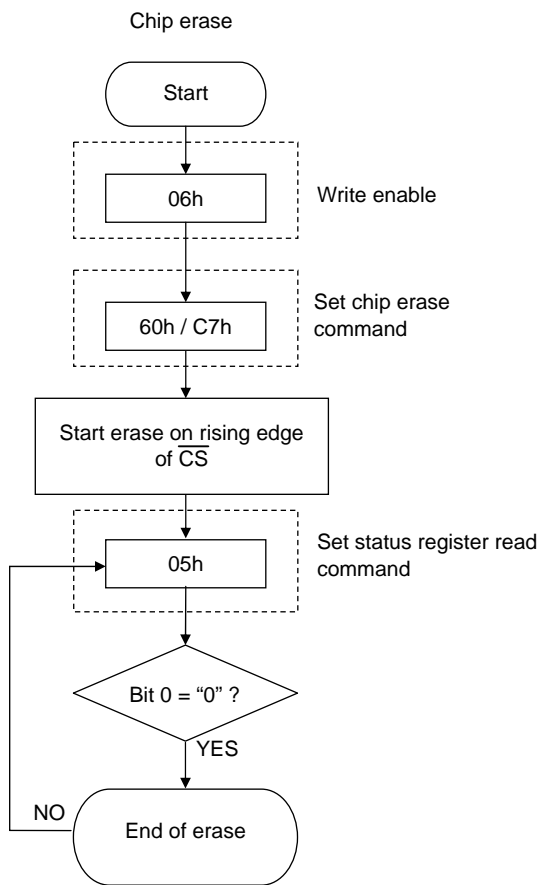 Chip erase
Start
06h
Write enable
60h / C7h
Set chip erase
command
Start erase on rising edge
of C̅S̅
05h
Set status register read
command
Bit 0 = “0” ?
YES
NO
End of erase